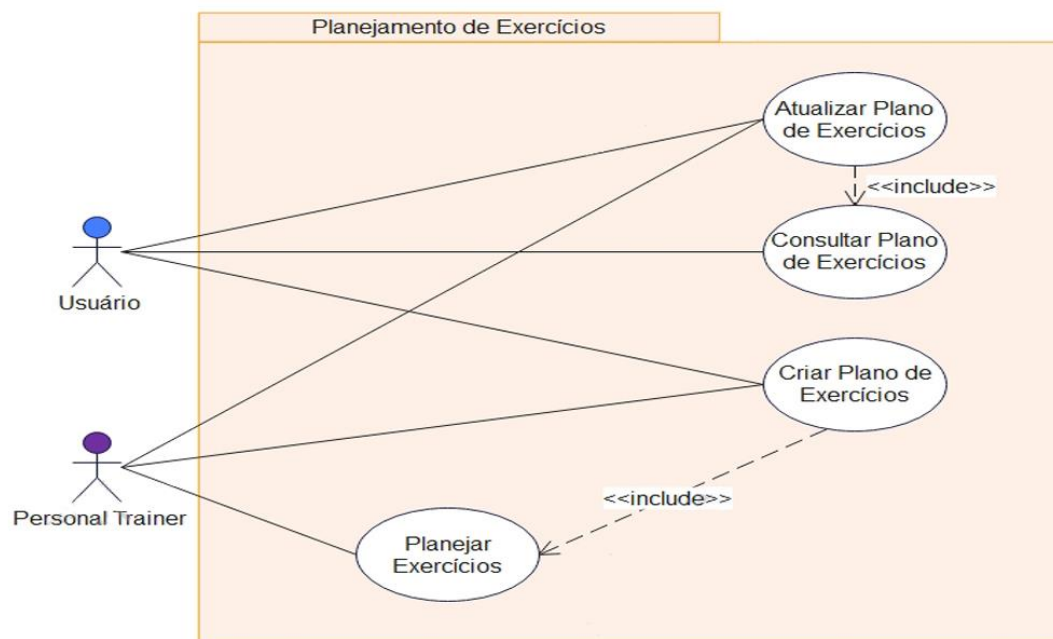 Planejamento de Exercícios
Atualizar Plano
de Exercícios
<<include>>
Consultar Plano
de Exercícios
Usuário
Criar Plano de
Exercícios
<<include>>
Personal Trainer
Planejar
Exercícios